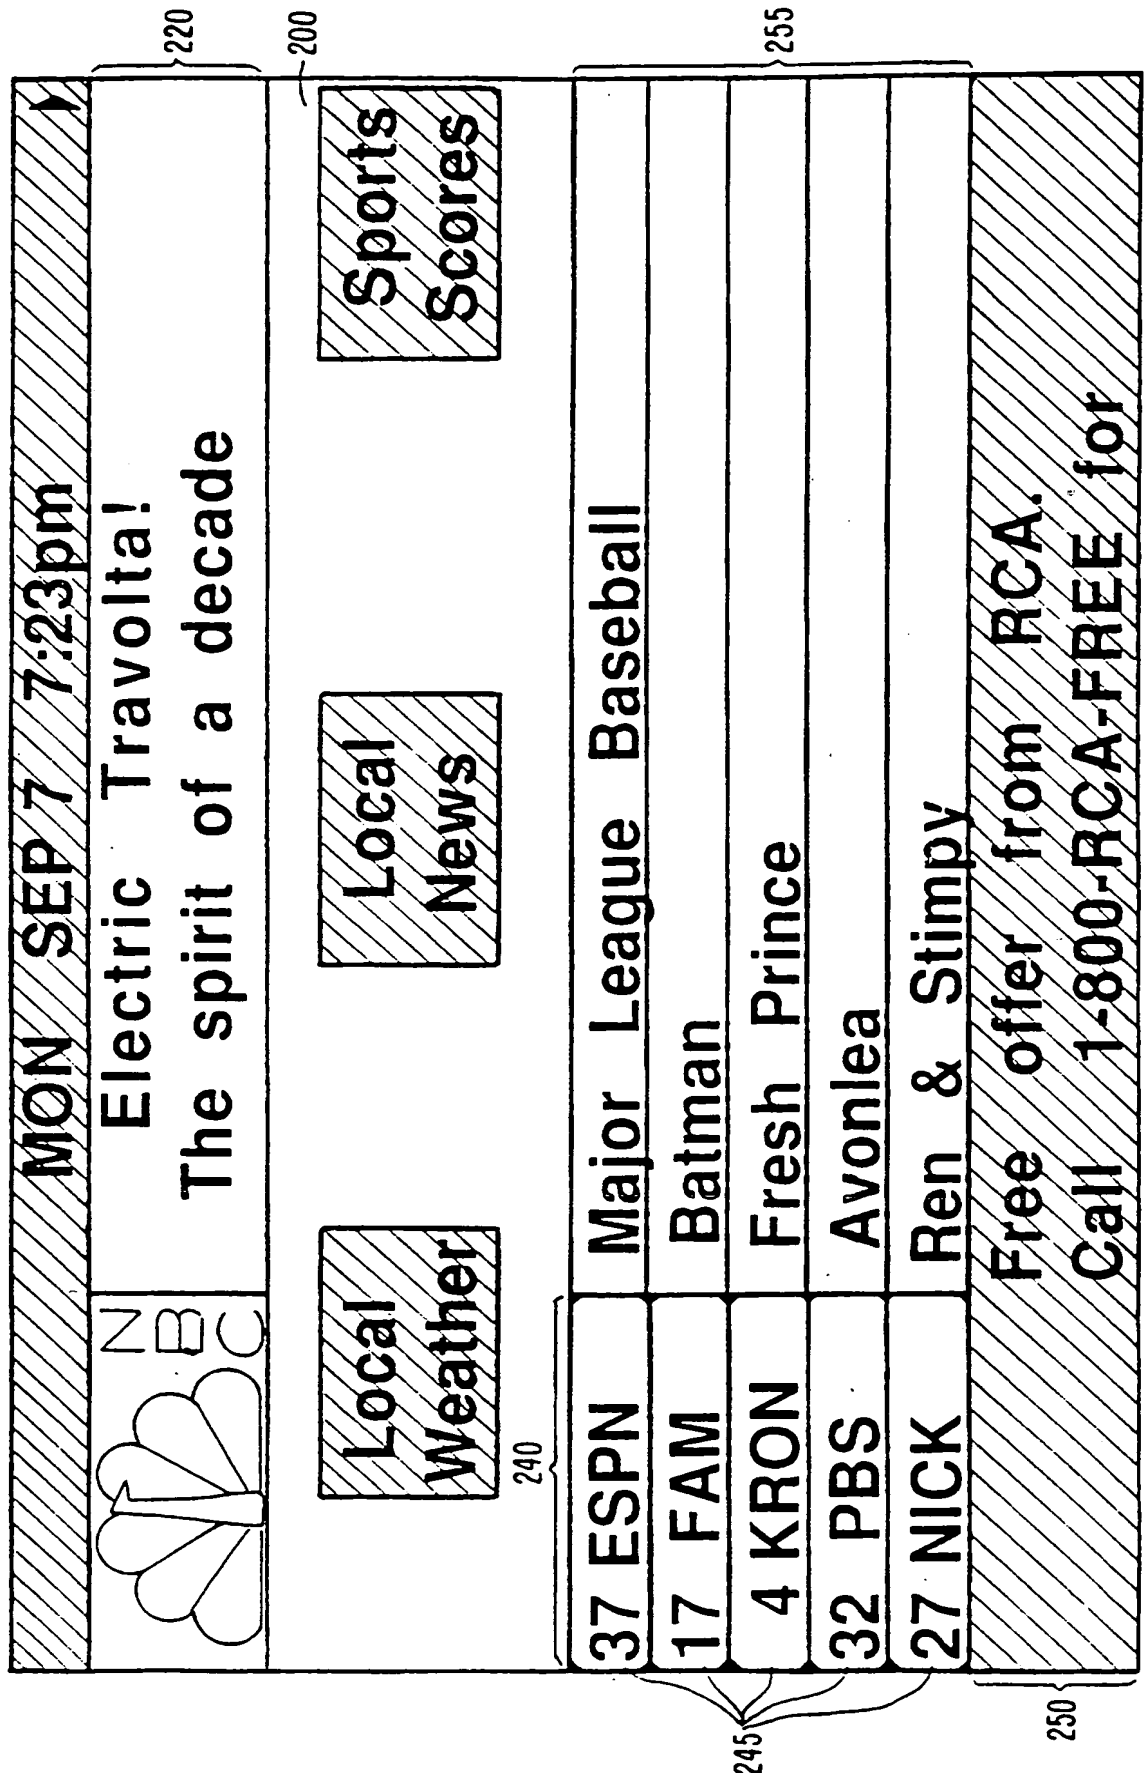 MON SEP 7 7:23pm
NBC
Electric Travolta!
The spirit of a decade
220
200
Local
Weather
Local
News
Sports
Scores
240
37 ESPN Major League Baseball
17 FAM Batman
4 KRON Fresh Prince
32 PBS Avonlea
27 NICK Ren & Stimpy
245
255
Free offer from RCA.
Call 1-800-RCA-FREE for
250